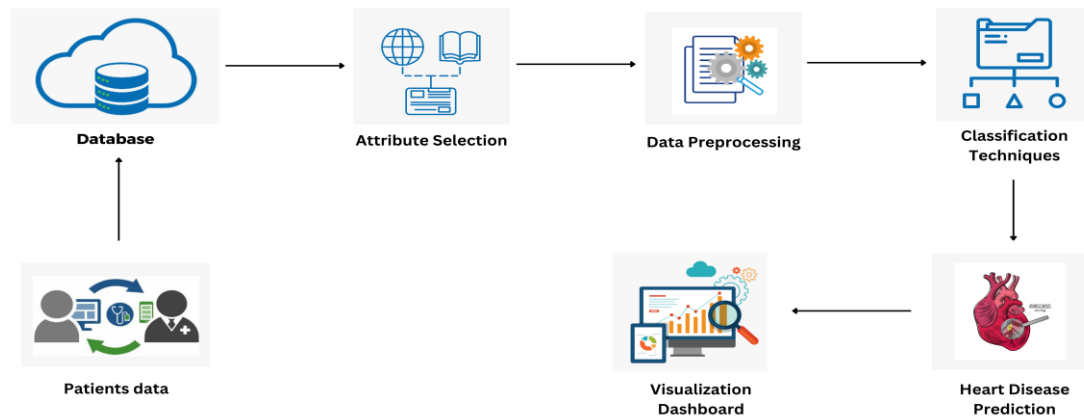 Database
Attribute Selection
Data Preprocessing
Classification
Techniques
Patients data
Visualization
Dashboard
Heart Disease
Prediction